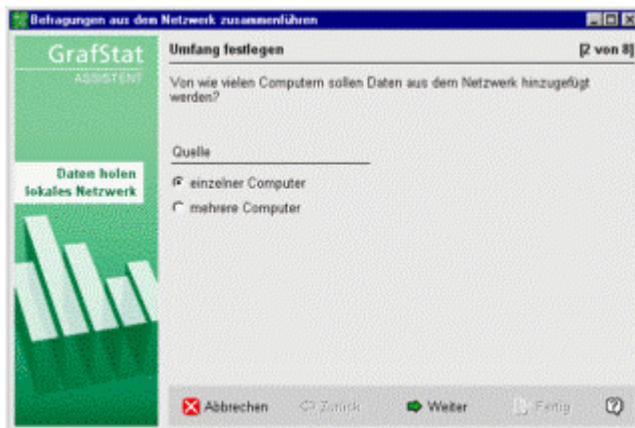 Befragungen aus dem Netzwerk zusammenführen
GrafStat
ASSISTENT
Daten holen
lokales Netzwerk
Umfang festlegen
[2 von 8]
Von wie vielen Computern sollen Daten aus dem Netzwerk hinzugefügt
werden?
Quelle
einzelner Computer
mehrere Computer
Abbrechen
Zurück
Weiter
Fertig